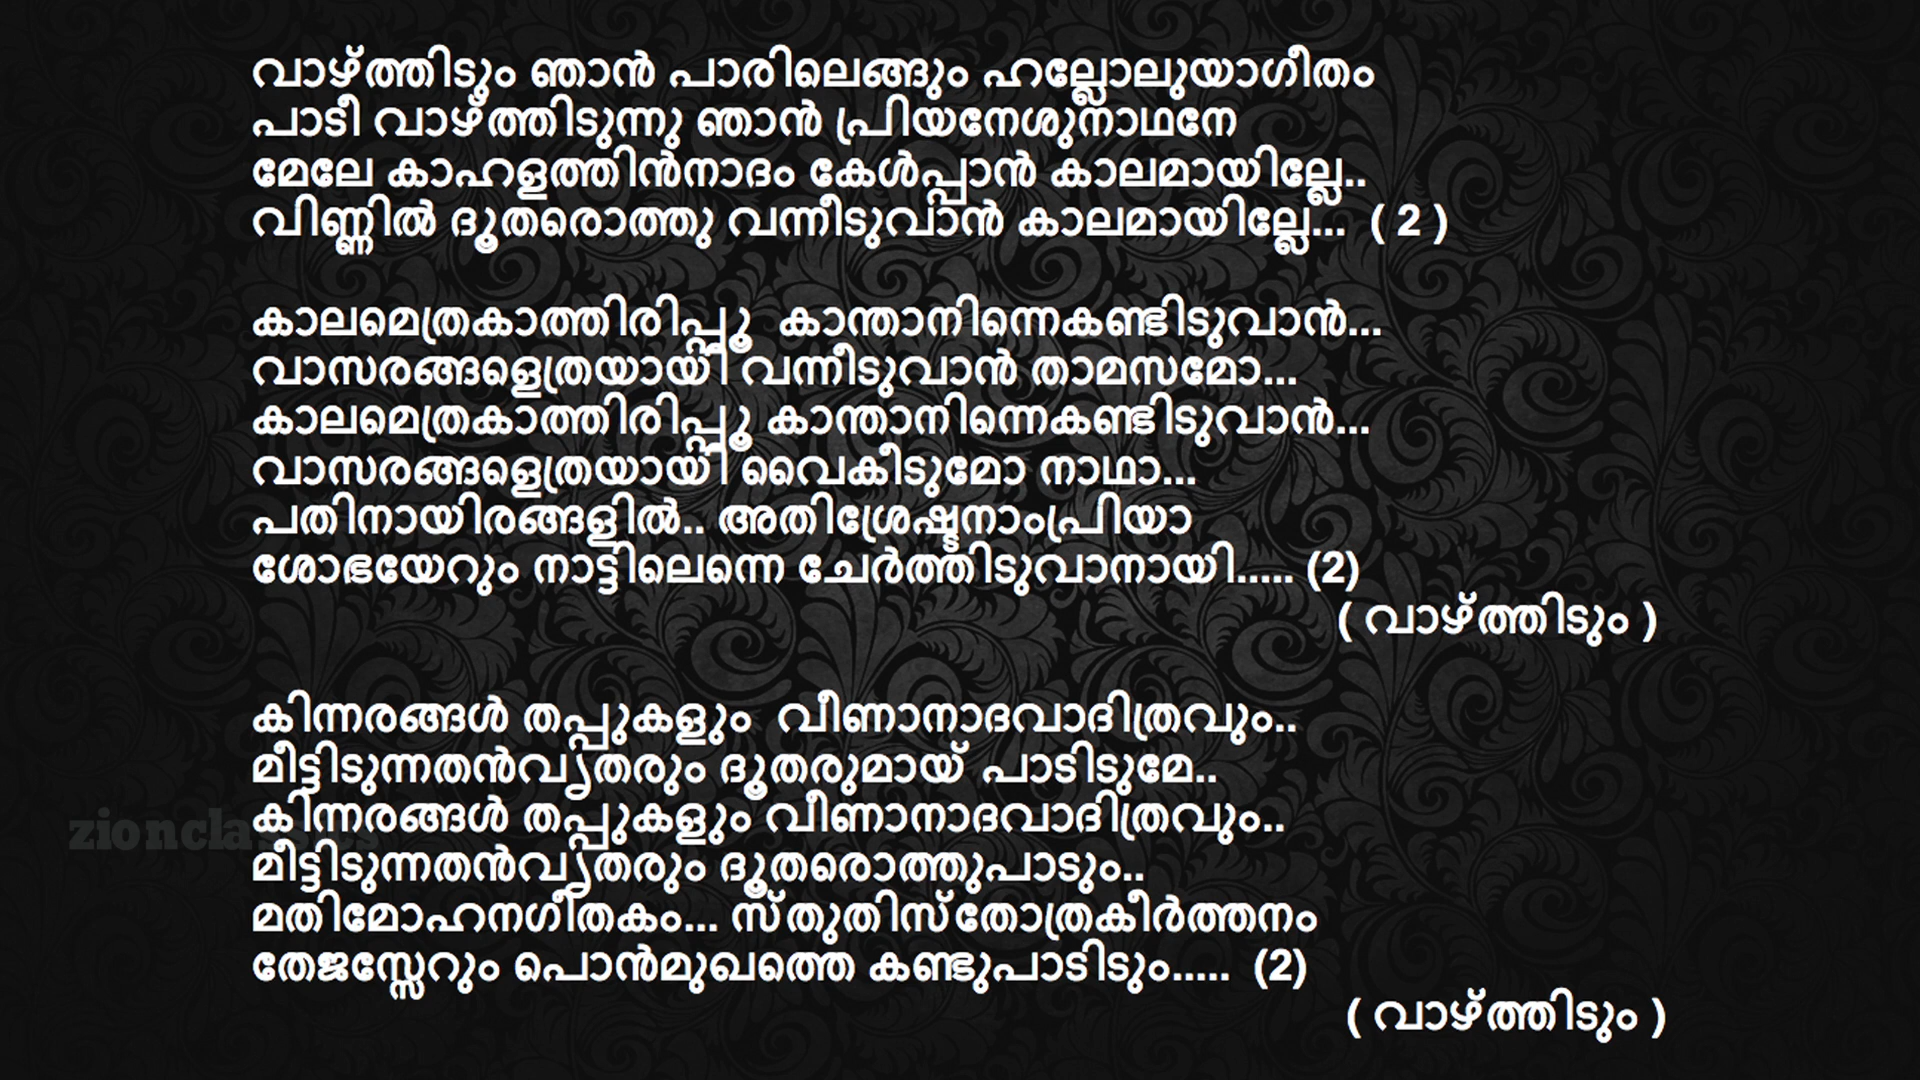 വാഴ്ത്തിടും ഞാൻ പാരിലെങ്ങും ഹല്ലോലുയാഗീതം
പാടീ വാഴ്ത്തിടുന്നു ഞാൻ പ്രിയനേശുനാഥനേ
മേലേ കാഹളത്തിൻനാദം കേൾപ്പാൻ കാലമായില്ലേ..
വിണ്ണിൽ ദൂതരൊത്തു വന്നീടുവാൻ കാലമായില്ലേ... ( 2 )
കാലമെത്രകാത്തിരിപ്പൂ കാന്താനിന്നെകണ്ടിടുവാൻ...
വാസരങ്ങളെത്രയായി വന്നീടുവാൻ താമസമോ...
കാലമെത്രകാത്തിരിപ്പൂ കാന്താനിന്നെകണ്ടിടുവാൻ...
വാസരങ്ങളെത്രയായി വൈകീടുമോ നാഥാ...
പതിനായിരങ്ങളിൽ.. അതിശ്രേഷ്ടനാംപ്രിയാ
ശോഭയേറും നാട്ടിലെന്നെ ചേർത്തിടുവാനായി..... (2)
( വാഴ്ത്തിടും )
കിന്നരങ്ങൾ തപ്പുകളും വീണാനാദവാദിത്രവും..
മീട്ടിടുന്നതൻവൃതരും ദൂതരുമായ് പാടിടുമേ..
കിന്നരങ്ങൾ തപ്പുകളും വീണാനാദവാദിത്രവും..
മീട്ടിടുന്നതൻവൃതരും ദൂതരൊത്തുപാടും..
മതിമോഹനഗീതകം... സ്തുതിസ്തോത്രകീർത്തനം
തേജസ്സേറും പൊൻമുഖത്തെ കണ്ടുപാടിടും..... (2)
( വാഴ്ത്തിടും )